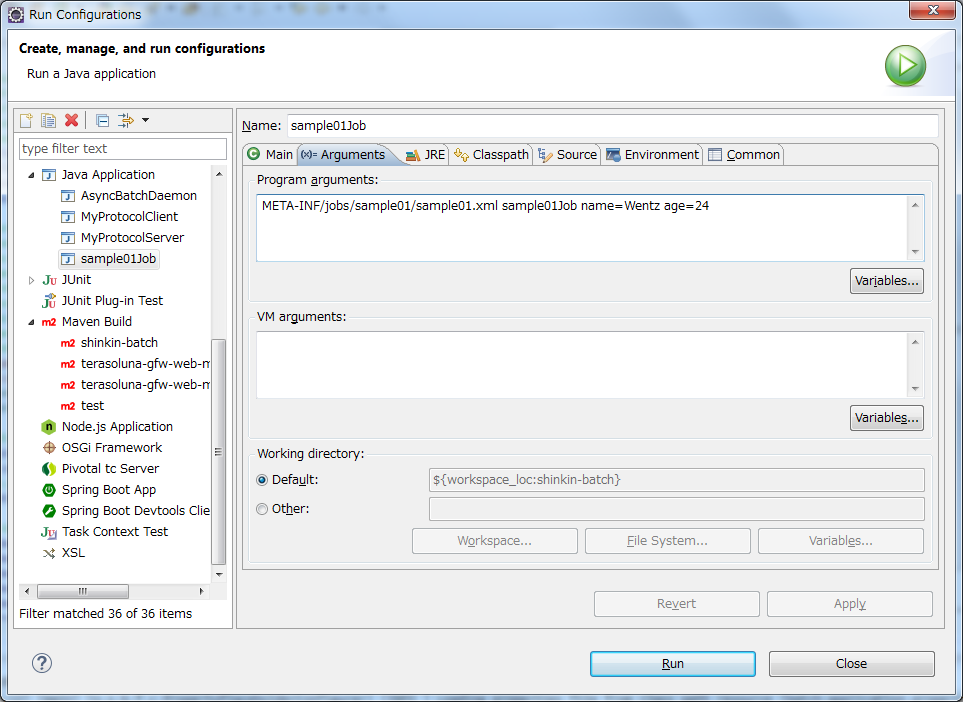 Run Configurations
Create, manage, and run configurations
Run a Java application
type filter text
Java Application
AsyncBatchDaemon
MyProtocolClient
MyProtocolServer
sample01Job
JUnit
JUnit Plug-in Test
Maven Build
shinkin-batch
terasoluna-gfw-web-m
terasoluna-gfw-web-m
test
Node.js Application
OSGi Framework
Pivotal tc Server
Spring Boot App
Spring Boot Devtools Clie
Task Context Test
XSL
Filter matched 36 of 36 items
Name: sample01Job
Main (x)= Arguments JRE Classpath Source Environment Common
Program arguments:
META-INF/jobs/sample01/sample01.xml sample01Job name=Wentz age=24
Variables...
VM arguments:
Variables...
Working directory:
Default: ${workspace_loc:shinkin-batch}
Other:
Workspace... File System... Variables...
Revert Apply
Run Close